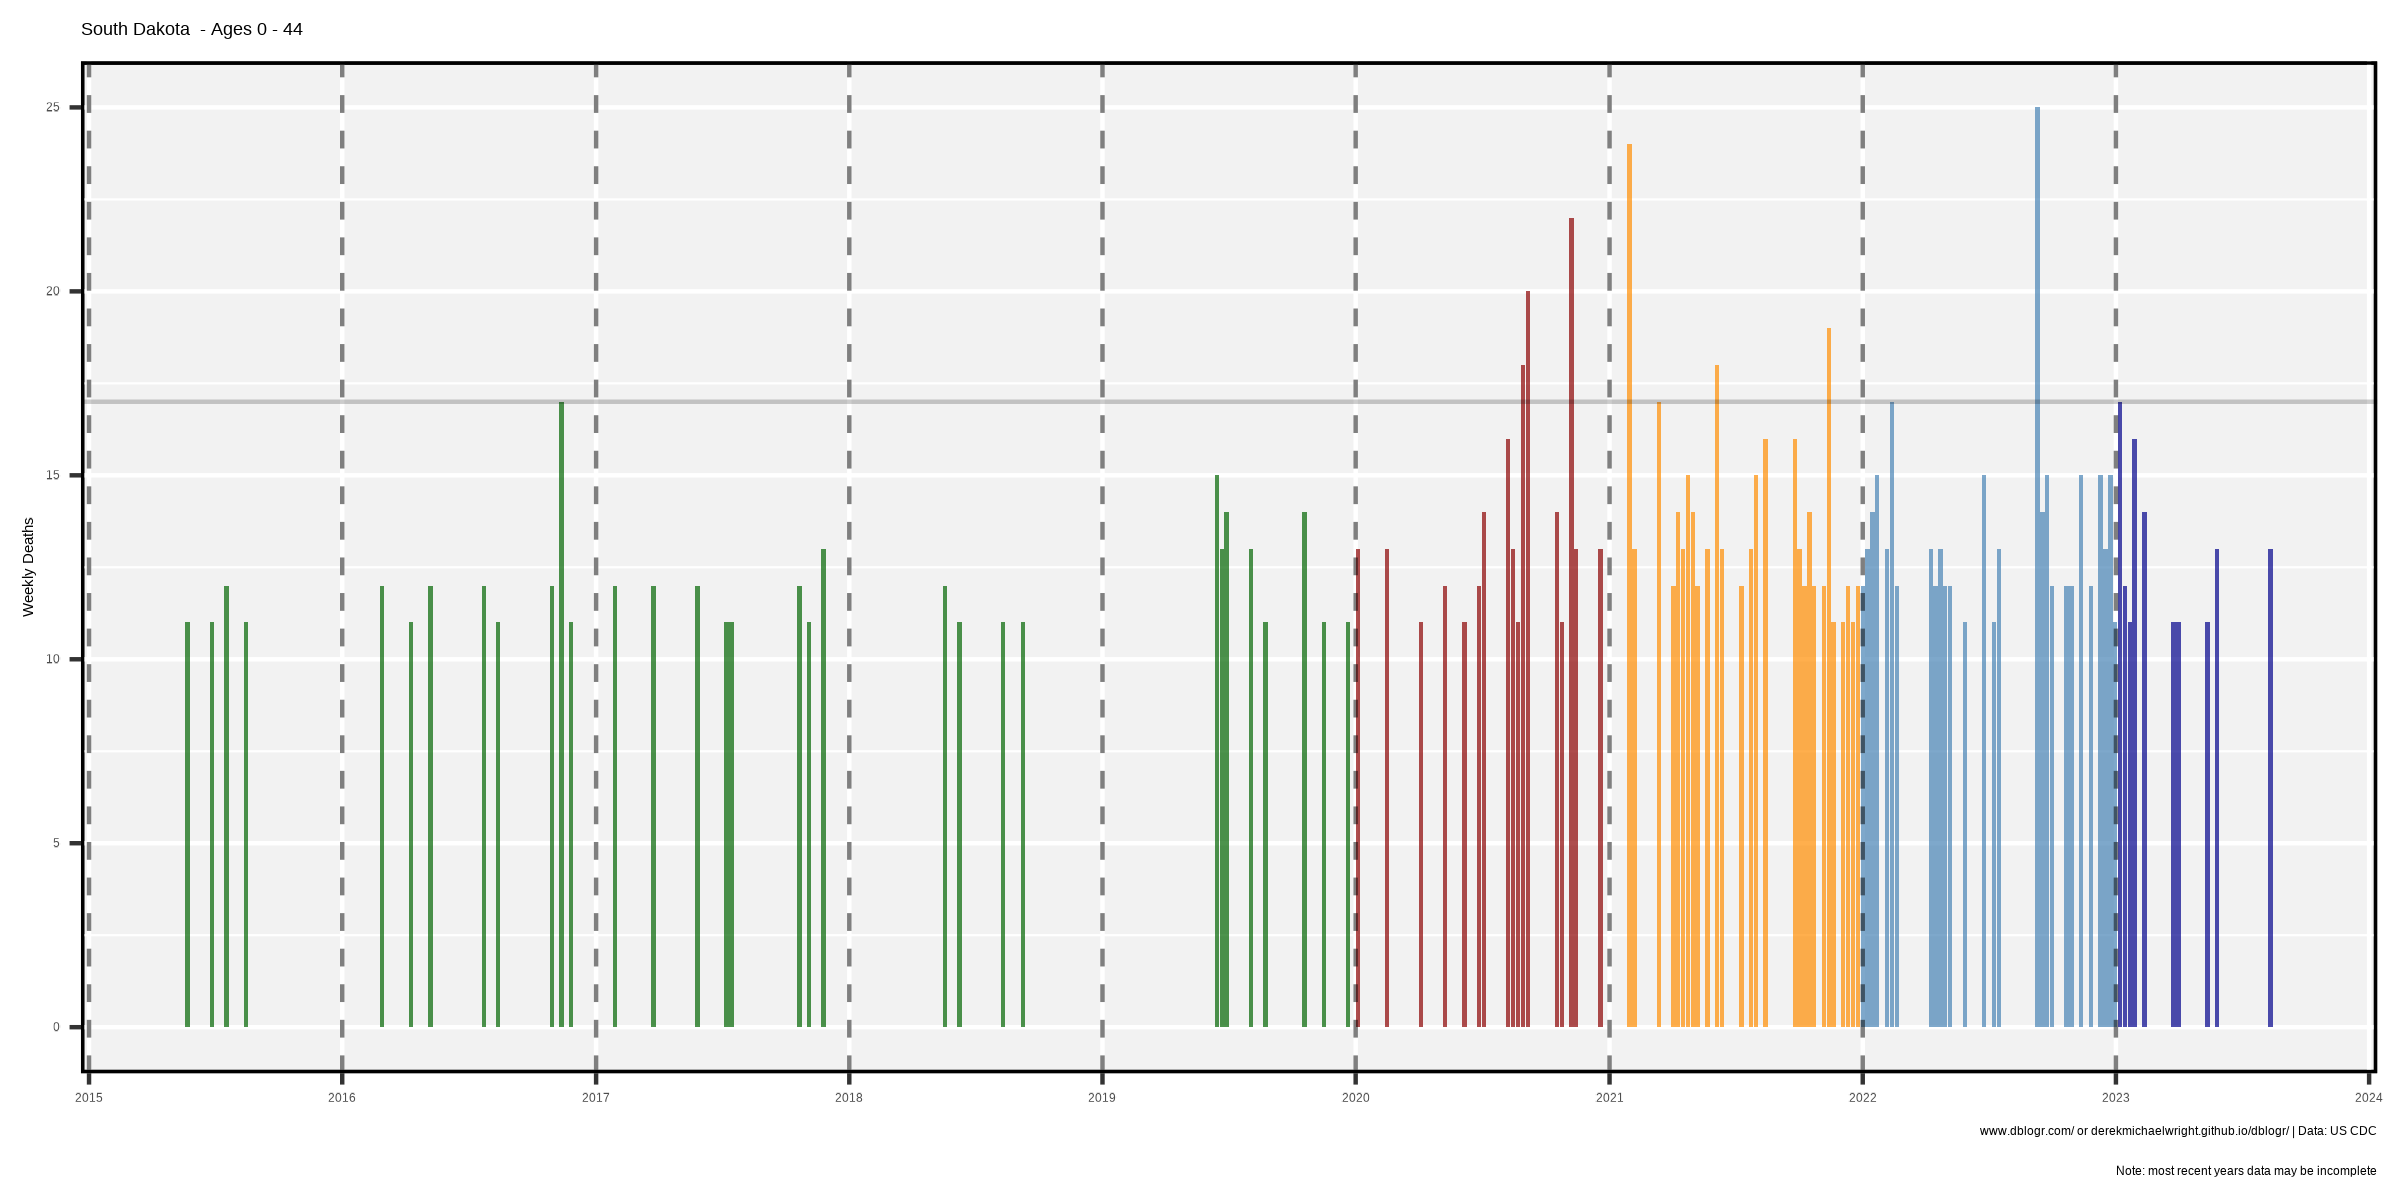 South Dakota  - Ages 0 - 44
Weekly Deaths
25
20
15
10
5
0
2015 2016 2017 2018 2019 2020 2021 2022 2023 2024
www.dblogr.com/ or derekmichaelwright.github.io/dblogr/ | Data: US CDC
Note: most recent years data may be incomplete